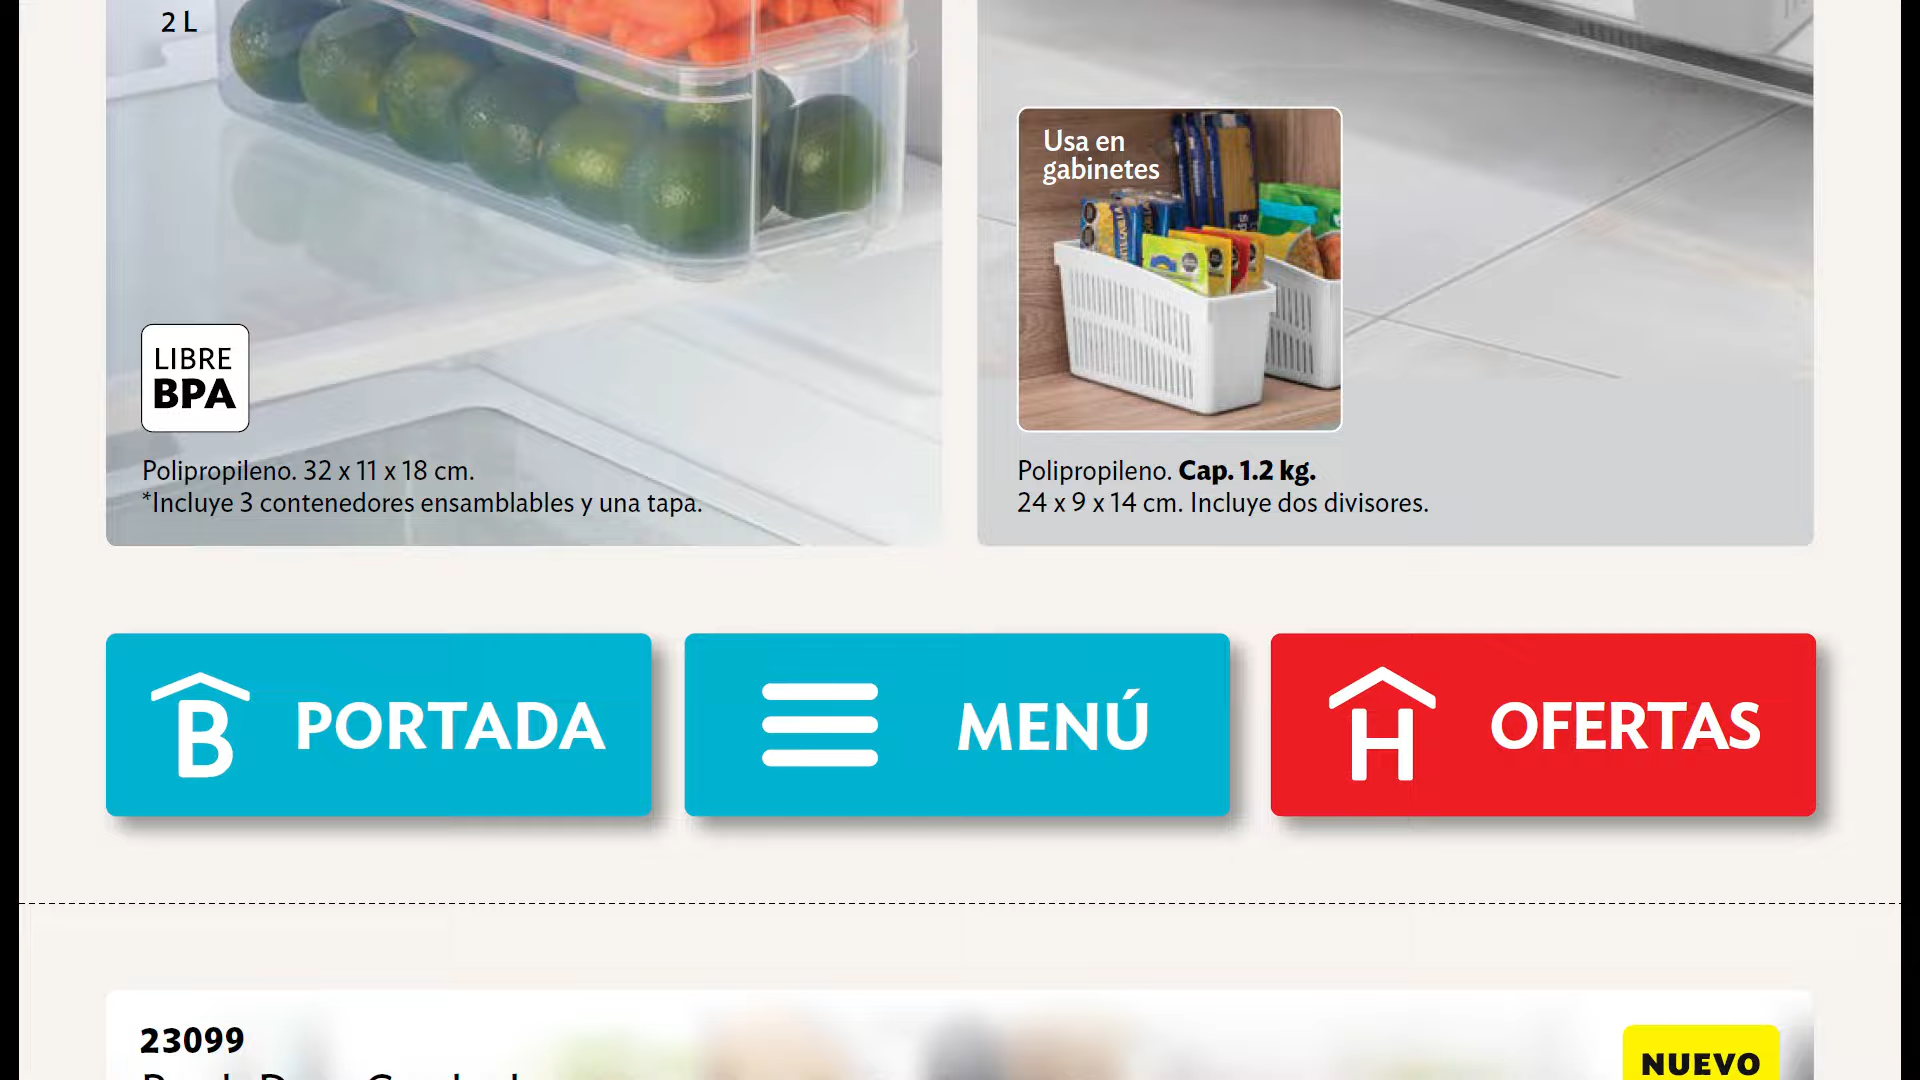 2 L
LIBRE
BPA
Polipropileno. 32 x 11 x 18 cm.
*Incluye 3 contenedores ensamblables y una tapa.
Usa en
gabinetes
Polipropileno. Cap. 1.2 kg.
24 x 9 x 14 cm. Incluye dos divisores.
B PORTADA
MENÚ
H OFERTAS
23099
NUEVO